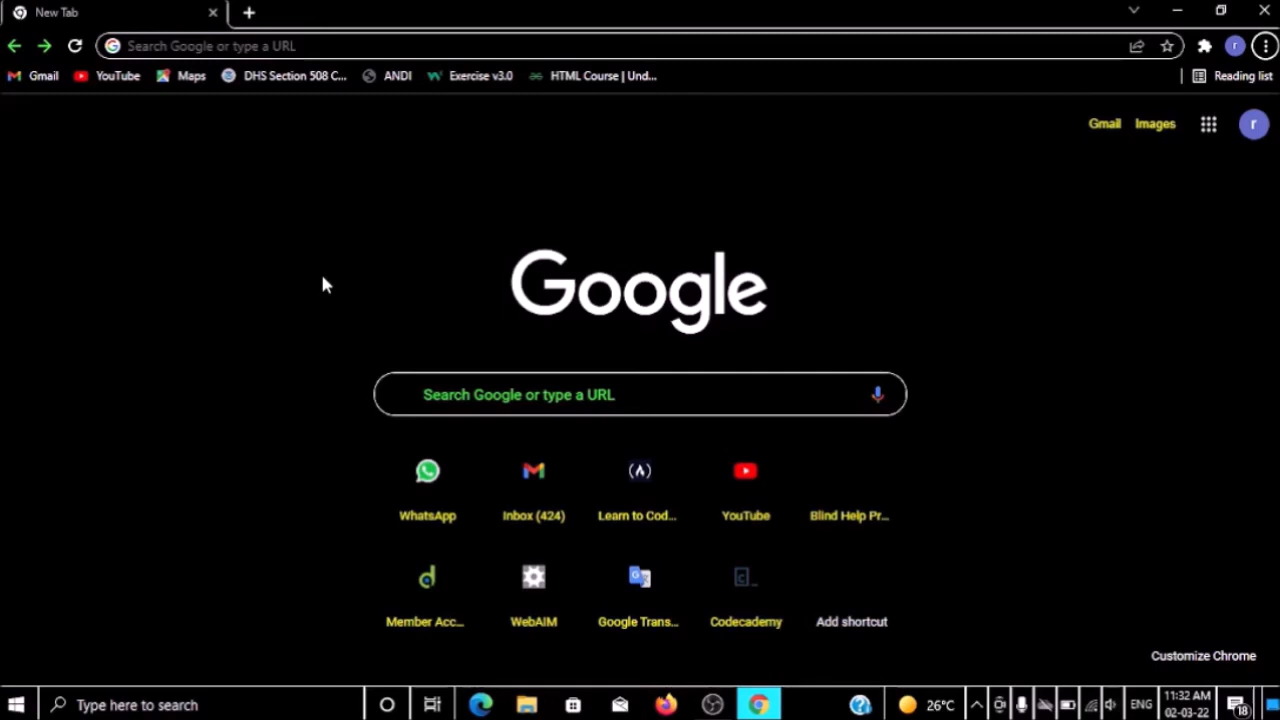 New Tab
Search Google or type a URL
Gmail YouTube Maps DHS Section 508 C... ANDI Exercise v3.0 HTML Course | Und... Reading list
Gmail Images r
Google
Search Google or type a URL
WhatsApp Inbox (424) Learn to Cod... YouTube Blind Help Pr...
Member Acc... WebAIM Google Trans... Codecademy Add shortcut
Customize Chrome
Type here to search 26°C ENG 11:32 AM 18
02-03-22